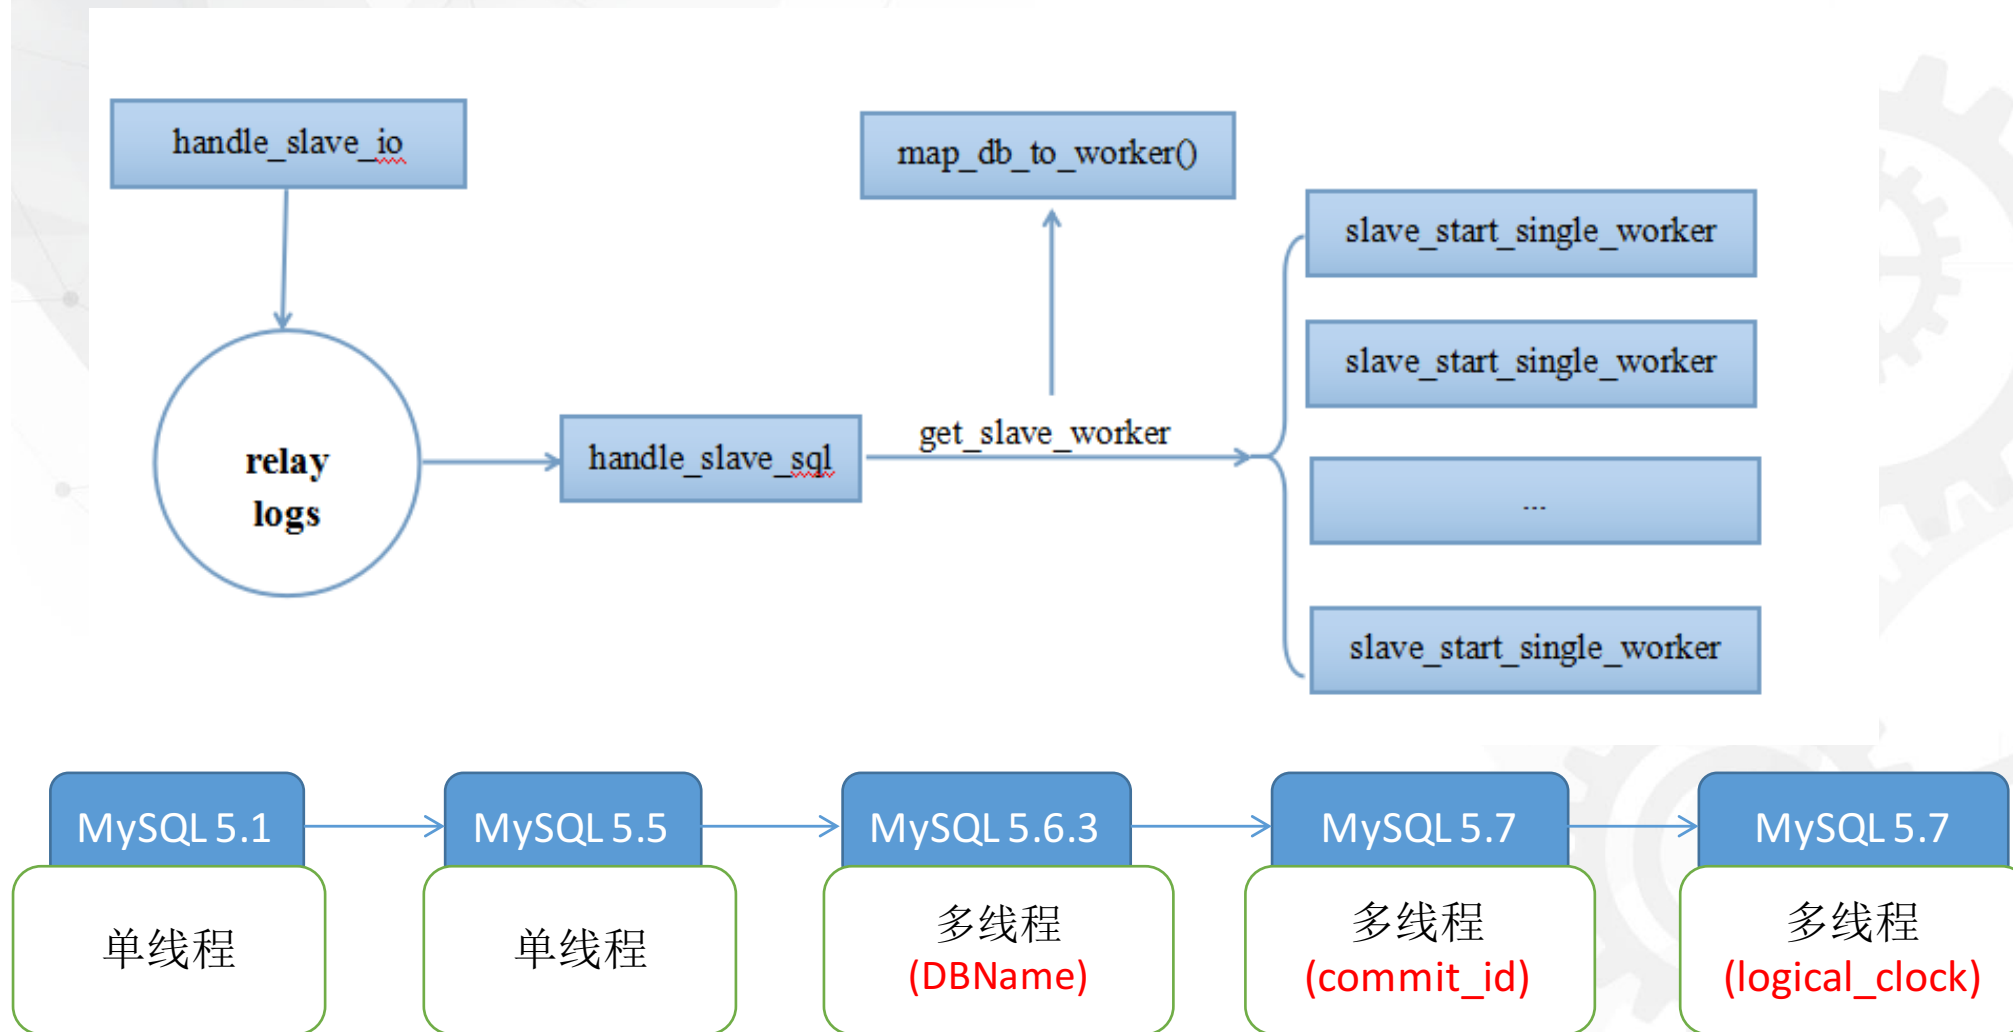 handle_slave_io
map_db_to_worker()
slave_start_single_worker
slave_start_single_worker
relay
logs
handle_slave_sql
get_slave_worker
...
slave_start_single_worker
MySQL 5.1
MySQL 5.5
MySQL 5.6.3
MySQL 5.7
MySQL 5.7
单线程
单线程
多线程
(DBName)
多线程
(commit_id)
多线程
(logical_clock)